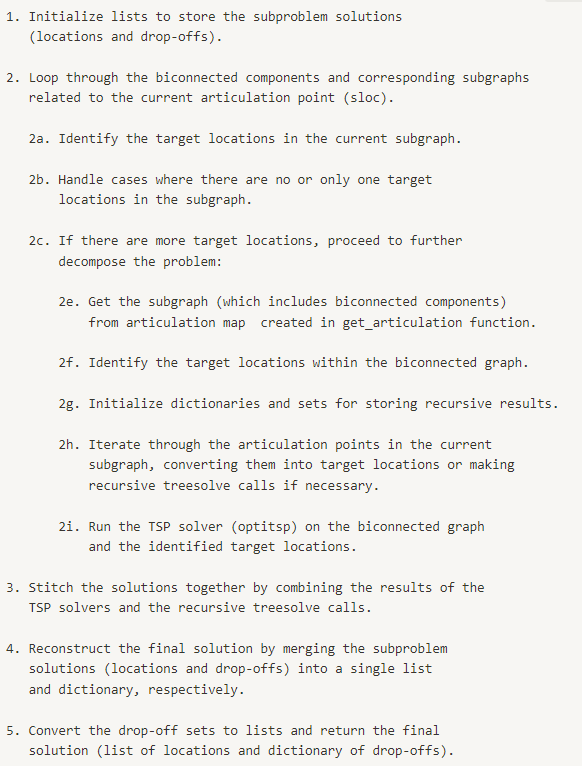 1. Initialize lists to store the subproblem solutions
(locations and drop-offs).
2. Loop through the biconnected components and corresponding subgraphs
related to the current articulation point (sloc).
2a. Identify the target locations in the current subgraph.
2b. Handle cases where there are no or only one target
locations in the subgraph.
2c. If there are more target locations, proceed to further
decompose the problem:
2e. Get the subgraph (which includes biconnected components)
from articulation map  created in get_articulation function.
2f. Identify the target locations within the biconnected graph.
2g. Initialize dictionaries and sets for storing recursive results.
2h. Iterate through the articulation points in the current
subgraph, converting them into target locations or making
recursive treesolve calls if necessary.
2i. Run the TSP solver (optitsp) on the biconnected graph
and the identified target locations.
3. Stitch the solutions together by combining the results of the
TSP solvers and the recursive treesolve calls.
4. Reconstruct the final solution by merging the subproblem
solutions (locations and drop-offs) into a single list
and dictionary, respectively.
5. Convert the drop-off sets to lists and return the final
solution (list of locations and dictionary of drop-offs).